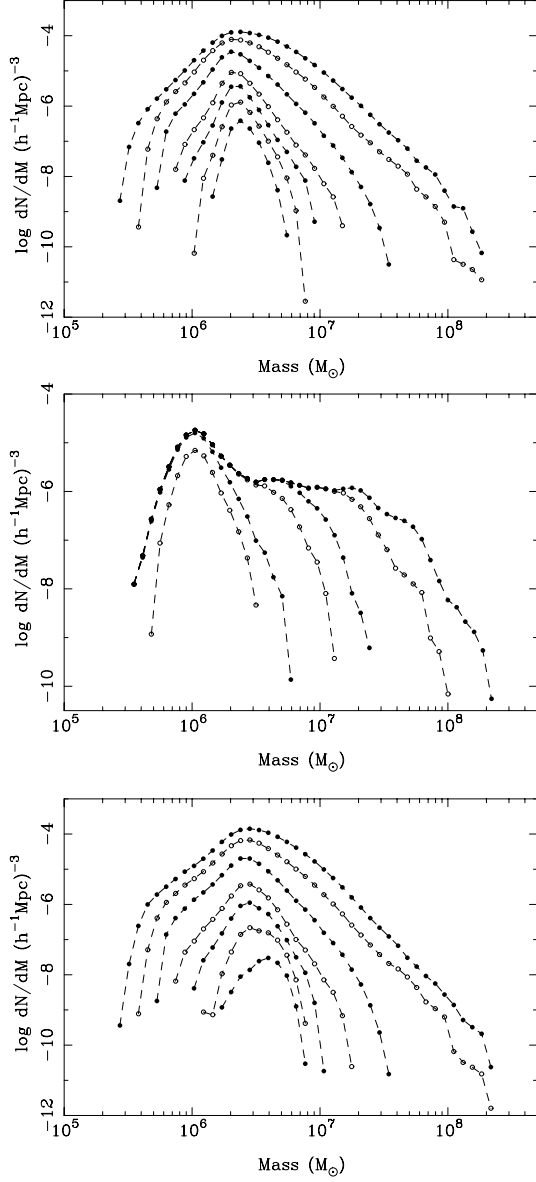 −4
−6
−8
−10
−12
log dN/dM (h⁻¹Mpc)⁻³
10⁵ 10⁶ 10⁷ 10⁸
Mass (M☉)
−4
−6
−8
−10
log dN/dM (h⁻¹Mpc)⁻³
10⁵ 10⁶ 10⁷ 10⁸
Mass (M☉)
−4
−6
−8
−10
−12
log dN/dM (h⁻¹Mpc)⁻³
10⁵ 10⁶ 10⁷ 10⁸
Mass (M☉)